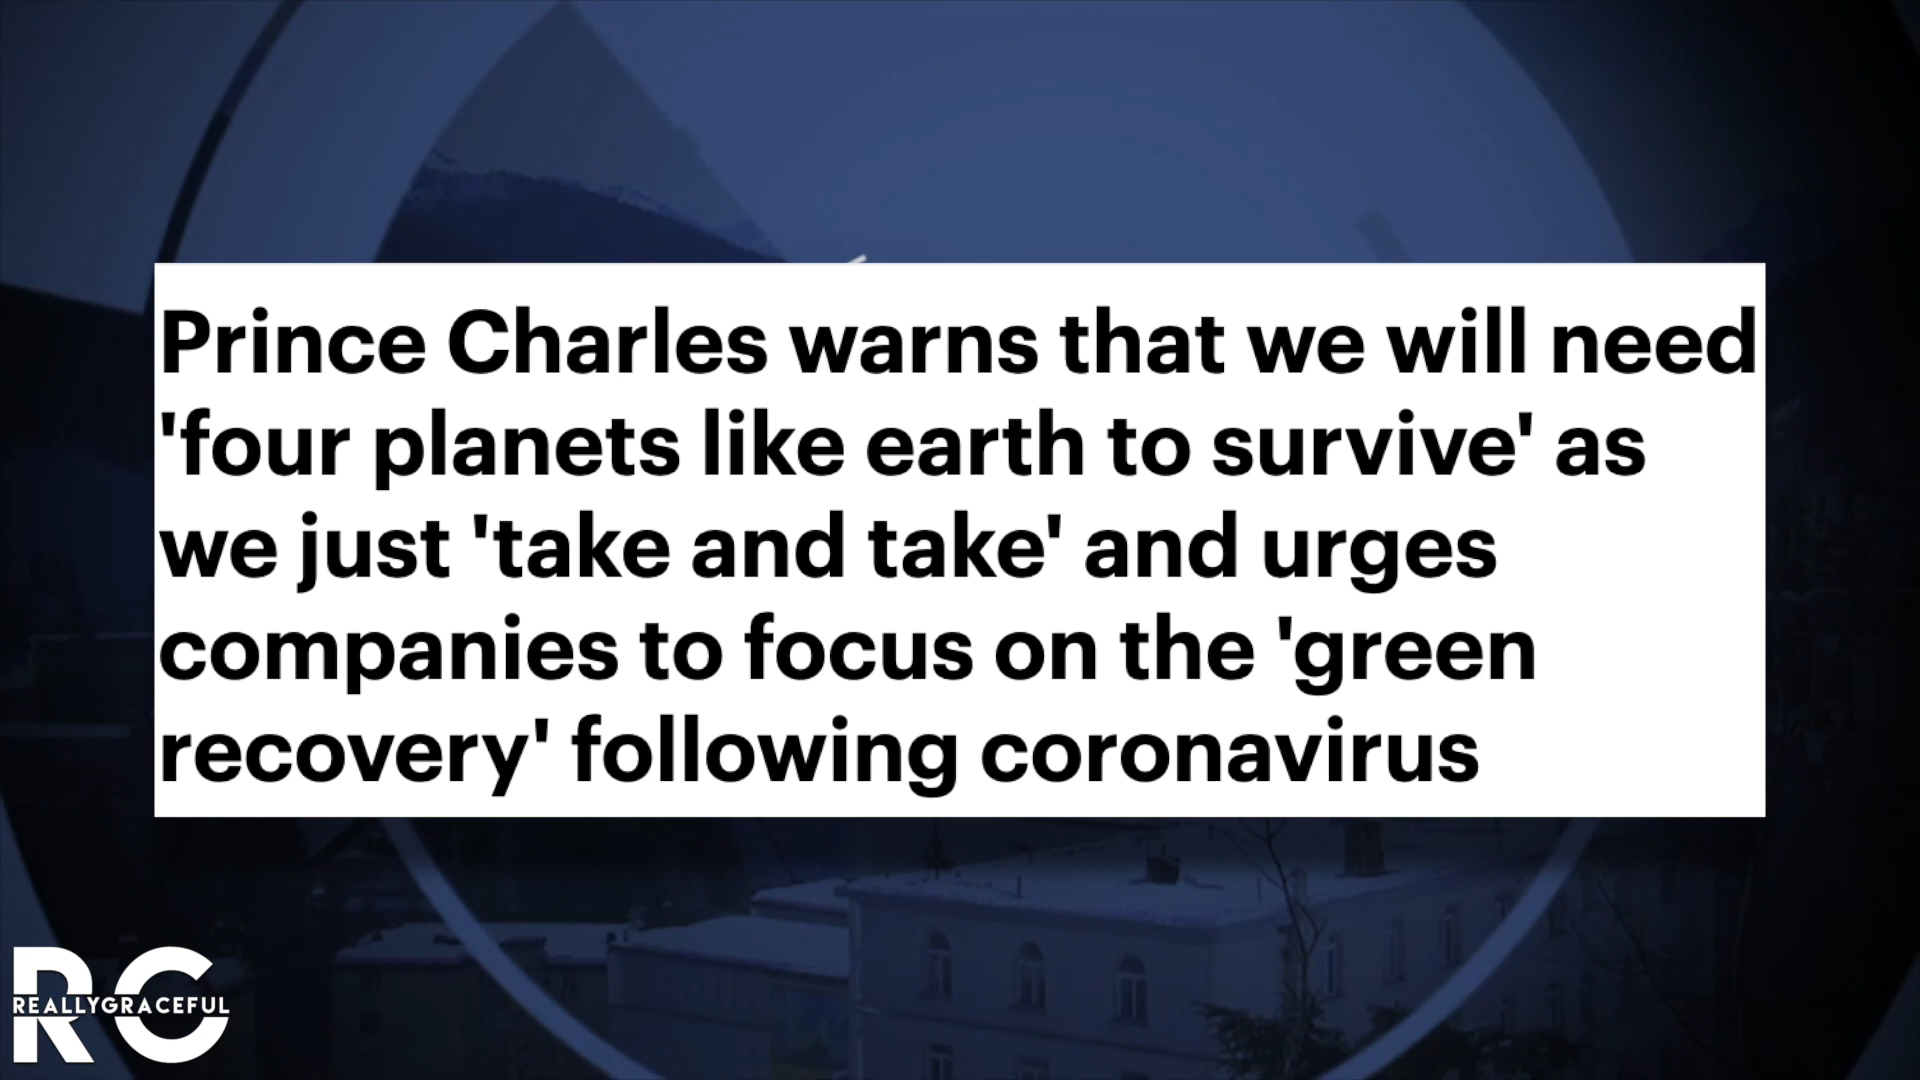 Prince Charles warns that we will need
'four planets like earth to survive' as
we just 'take and take' and urges
companies to focus on the 'green
recovery' following coronavirus
RG
REALLYGRACEFUL